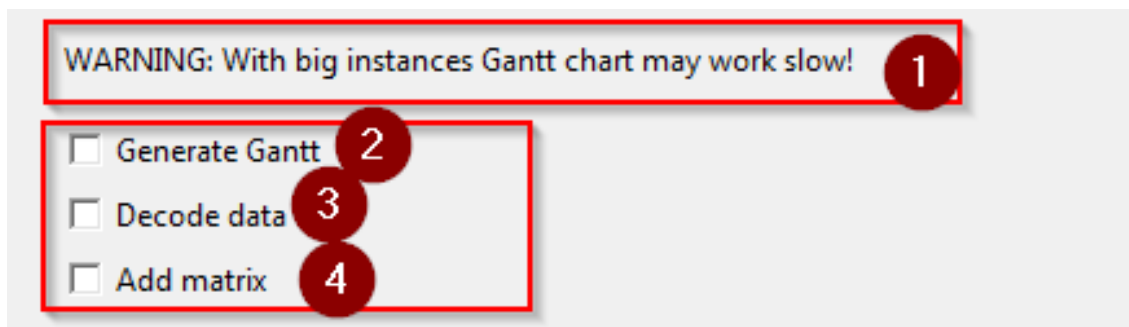 WARNING: With big instances Gantt chart may work slow! 1
Generate Gantt 2
Decode data 3
Add matrix 4